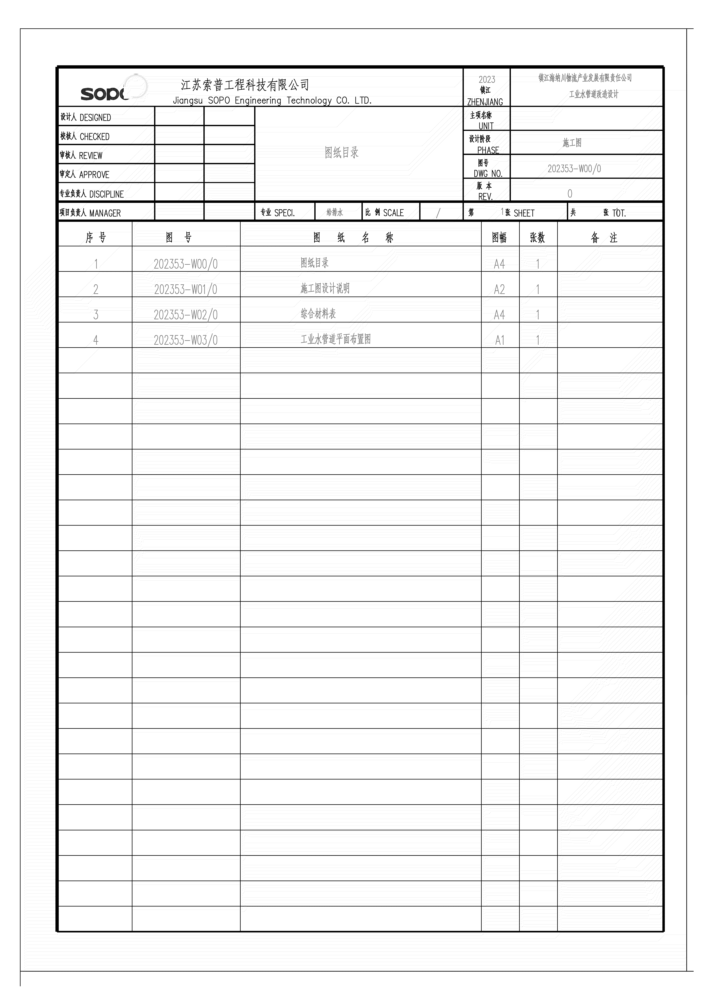 sopo
江苏索普工程科技有限公司
Jiangsu SOPO Engineering Technology CO. LTD.
2023
镇江
ZHENJIANG
镇江海纳川物流产业发展有限责任公司
工业水管道改造设计
设计人 DESIGNED
校核人 CHECKED
审核人 REVIEW
审定人 APPROVE
专业负责人 DISCIPLINE
图纸目录
主项名称
UNIT
设计阶段
PHASE
施工图
图号
DWG NO.
202353-W00/0
版 本
REV.
0
项目负责人 MANAGER
专业 SPECI.
给排水
比 例 SCALE
/
第 1 张 SHEET
共 张 TOT.
序 号 图 号 图 纸 名 称 图幅 张数 备 注
1 202353-W00/0 图纸目录 A4 1
2 202353-W01/0 施工图设计说明 A2 1
3 202353-W02/0 综合材料表 A4 1
4 202353-W03/0 工业水管道平面布置图 A1 1